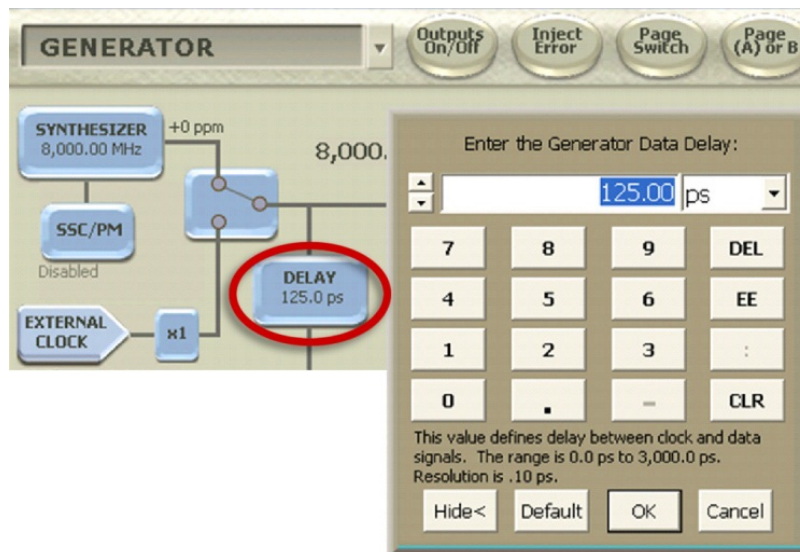 GENERATOR
Outputs
On/Off
Inject
Error
Page
Switch
Page
(A) or B
SYNTHESIZER
8,000.00 MHz
+0 ppm
8,000.
SSC/PM
Disabled
EXTERNAL
CLOCK
x1
DELAY
125.0 ps
Enter the Generator Data Delay:
125.00 ps
7 8 9 DEL
4 5 6 EE
1 2 3 :
0 . - CLR
This value defines delay between clock and data
signals. The range is 0.0 ps to 3,000.0 ps.
Resolution is .10 ps.
Hide< Default OK Cancel